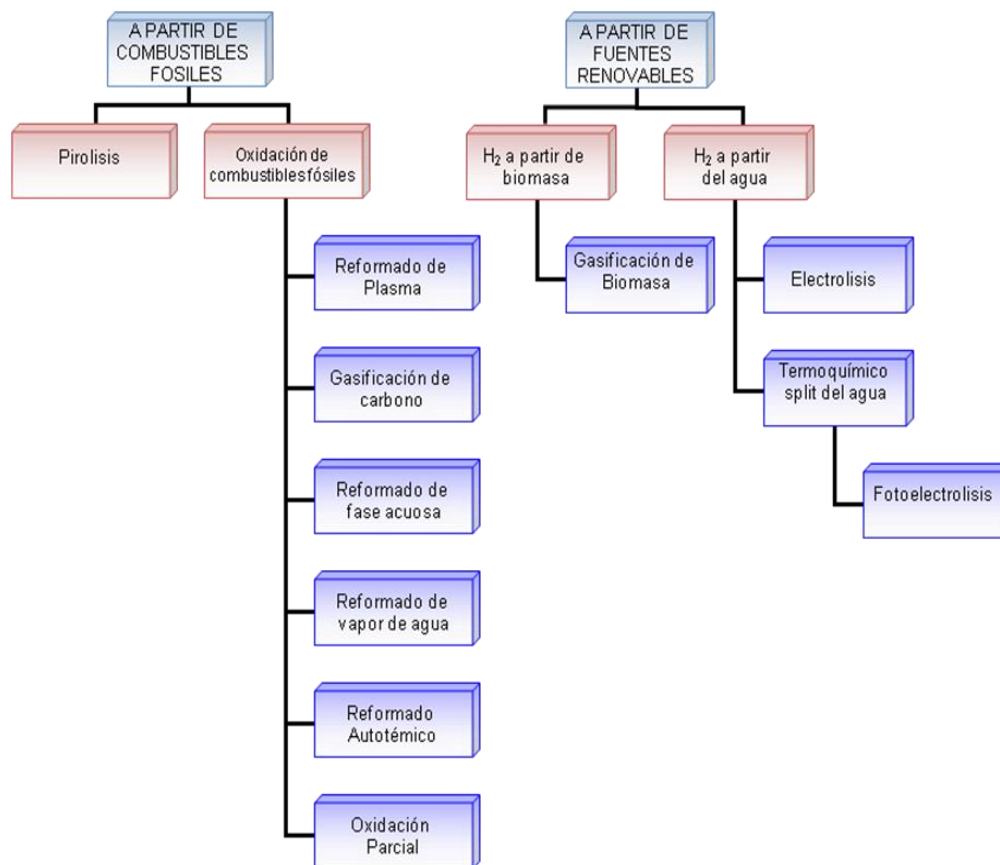 A PARTIR DE
COMBUSTIBLES
FOSILES
Pirolisis
Oxidación de
combustibles fósiles
Reformado de
Plasma
Gasificación de
carbono
Reformado de
fase acuosa
Reformado de
vapor de agua
Reformado
Autotémico
Oxidación
Parcial
A PARTIR DE
FUENTES
RENOVABLES
H₂ a partir de
biomasa
Gasificación de
Biomasa
H₂ a partir
del agua
Electrolisis
Termoquímico
split del agua
Fotoelectrolisis